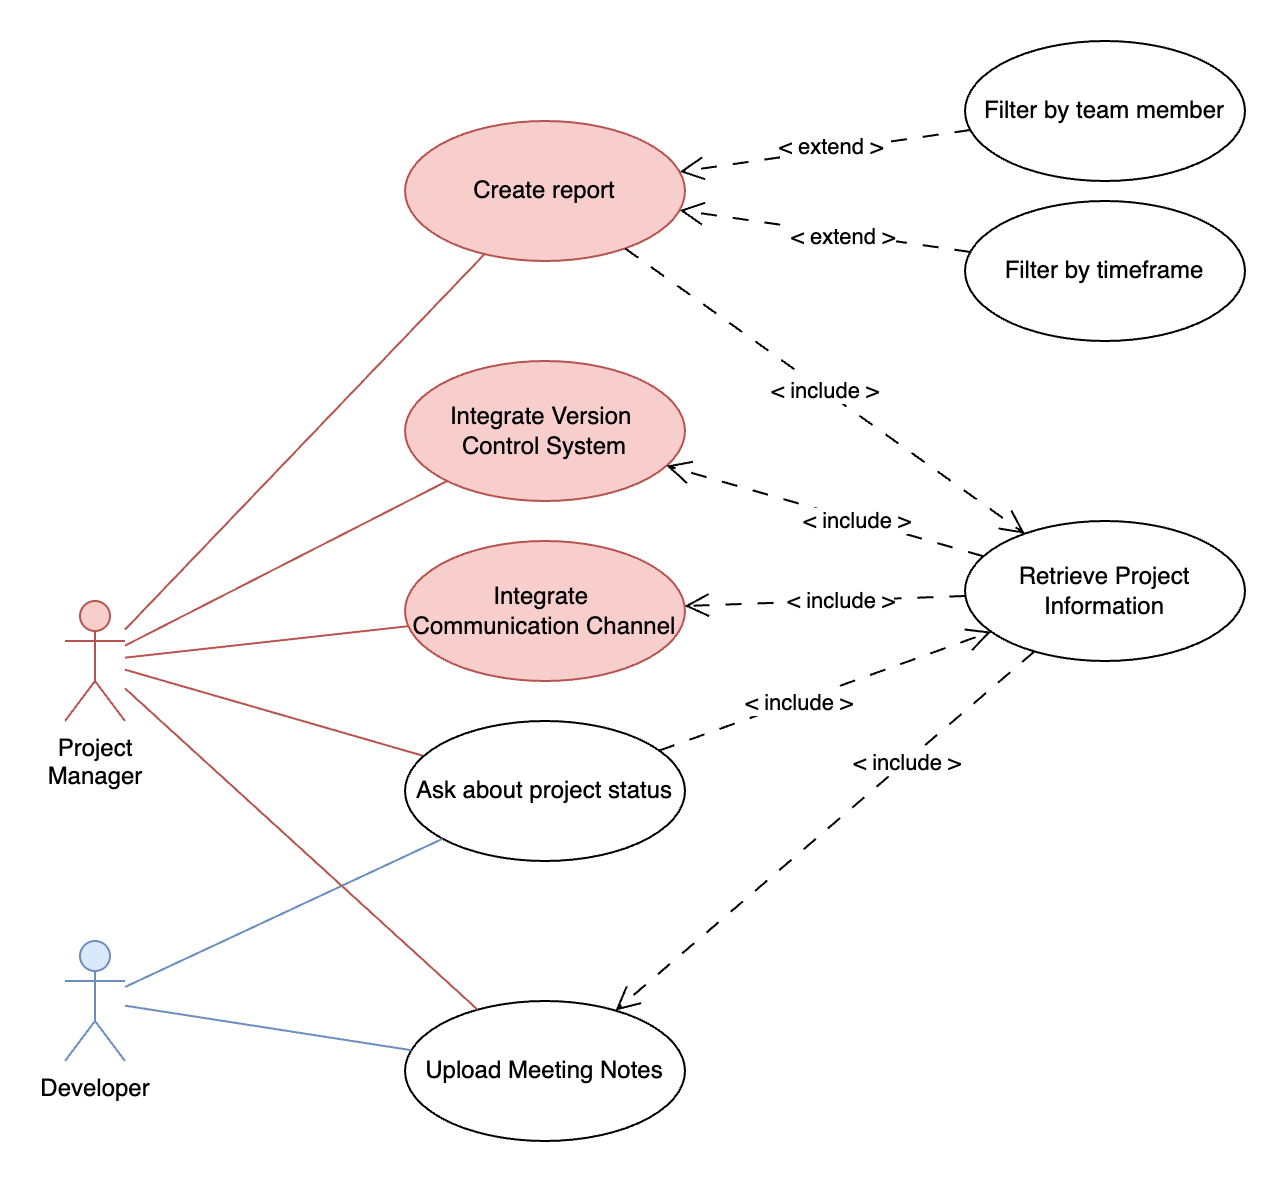 Filter by team member
< extend >
Create report
< extend >
Filter by timeframe
< include >
Integrate Version
Control System
< include >
Retrieve Project
Information
Integrate
Communication Channel
< include >
< include >
Project
Manager
Ask about project status
< include >
Upload Meeting Notes
Developer